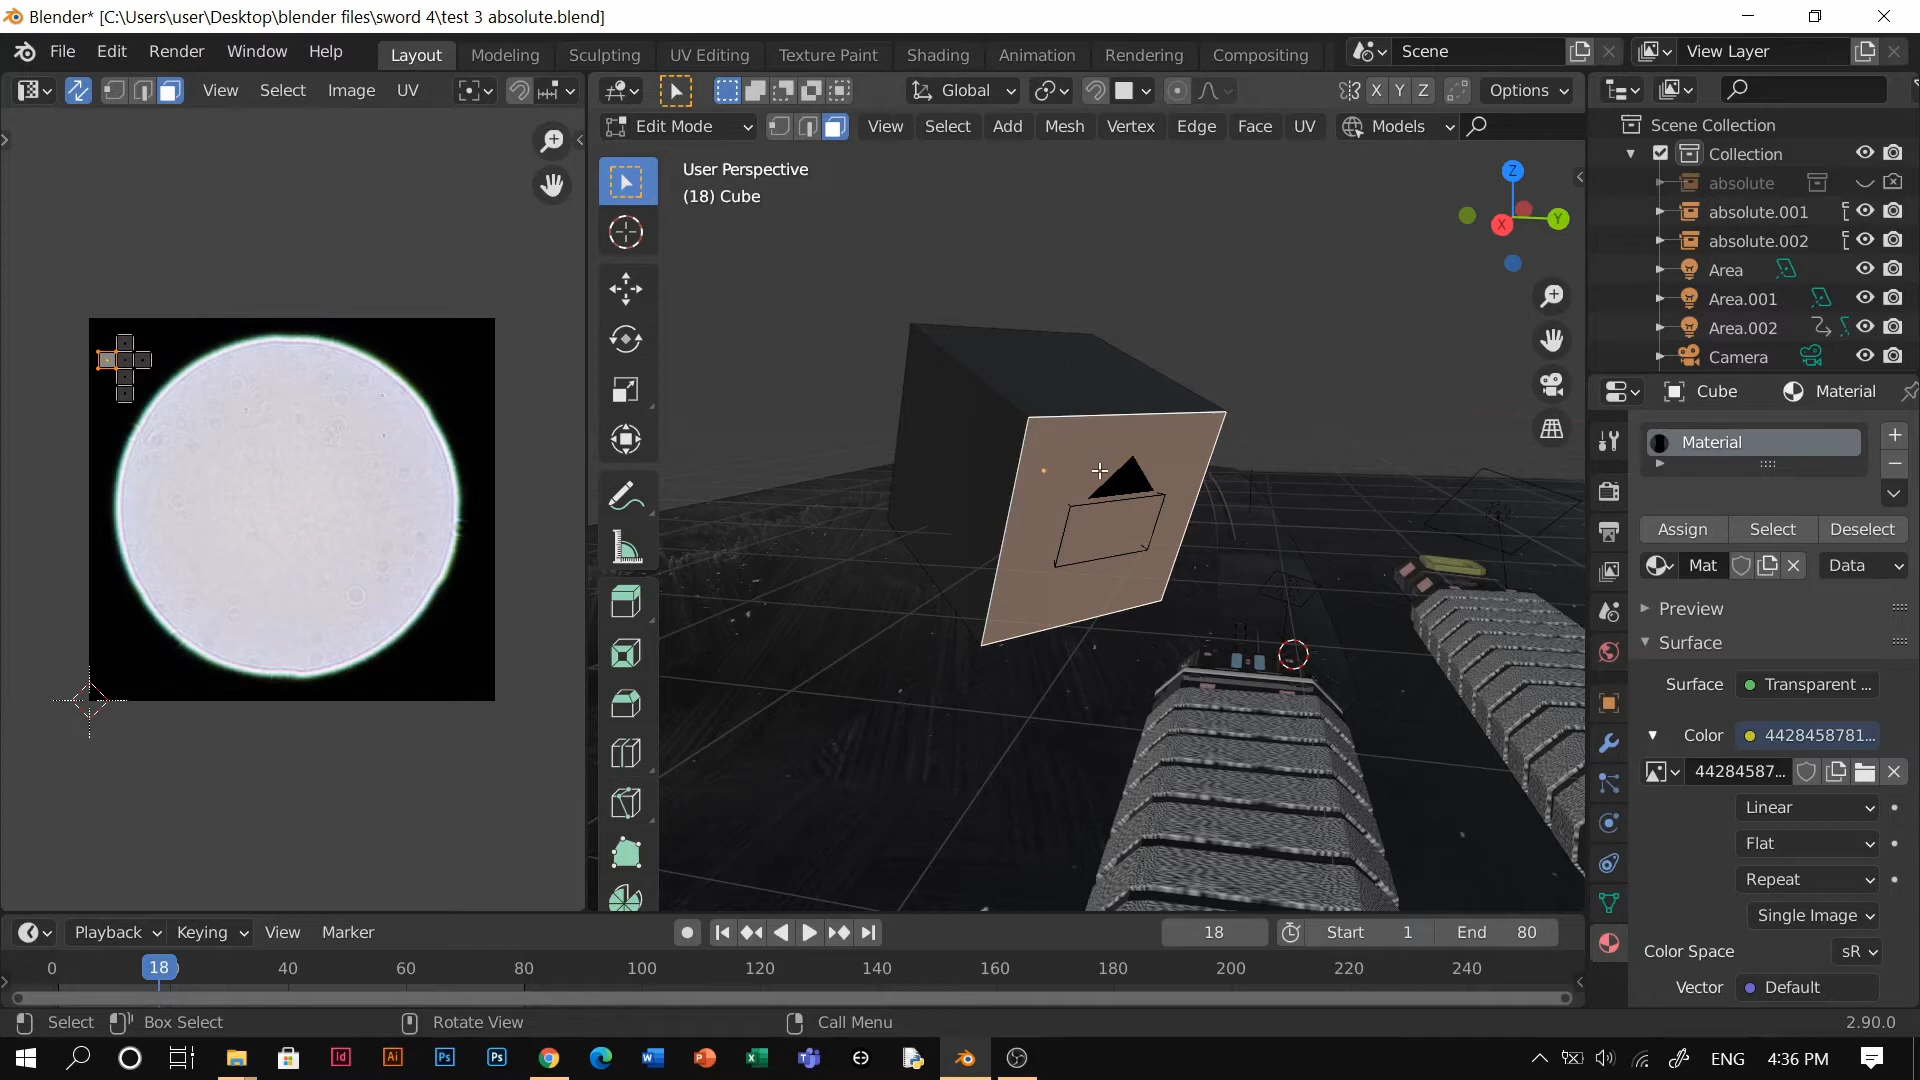 Blender* [C:\Users\user\Desktop\blender files\sword 4\test 3 absolute.blend]
File Edit Render Window Help Layout Modeling Sculpting UV Editing Texture Paint Shading Animation Rendering Compositing Scene View Layer
View Select Image UV Global X Y Z Options
Edit Mode View Select Add Mesh Vertex Edge Face UV Models
Scene Collection
Collection
absolute
absolute.001
absolute.002
Area
Area.001
Area.002
Camera
User Perspective
(18) Cube
Z
Y
X
Cube Material
Material
Assign Select Deselect
Mat Data
Preview
Surface
Surface Transparent ...
Color 4428458781...
44284587...
Linear
Flat
Repeat
Single Image
Color Space sR
Vector Default
Playback Keying View Marker 18 Start 1 End 80
0 18 40 60 80 100 120 140 160 180 200 220 240
Select Box Select Rotate View Call Menu 2.90.0
Id Ai Ps Ps ENG 4:36 PM